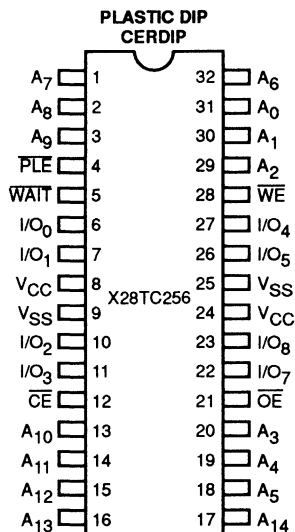 PLASTIC DIP
CERDIP
A7 1 32 A6
A8 2 31 A0
A9 3 30 A1
PLE 4 29 A2
WAIT 5 28 WE
I/O0 6 27 I/O4
I/O1 7 26 I/O5
VCC 8 25 VSS
X28TC256
VSS 9 24 VCC
I/O2 10 23 I/O8
I/O3 11 22 I/O7
CE 12 21 OE
A10 13 20 A3
A11 14 19 A4
A12 15 18 A5
A13 16 17 A14